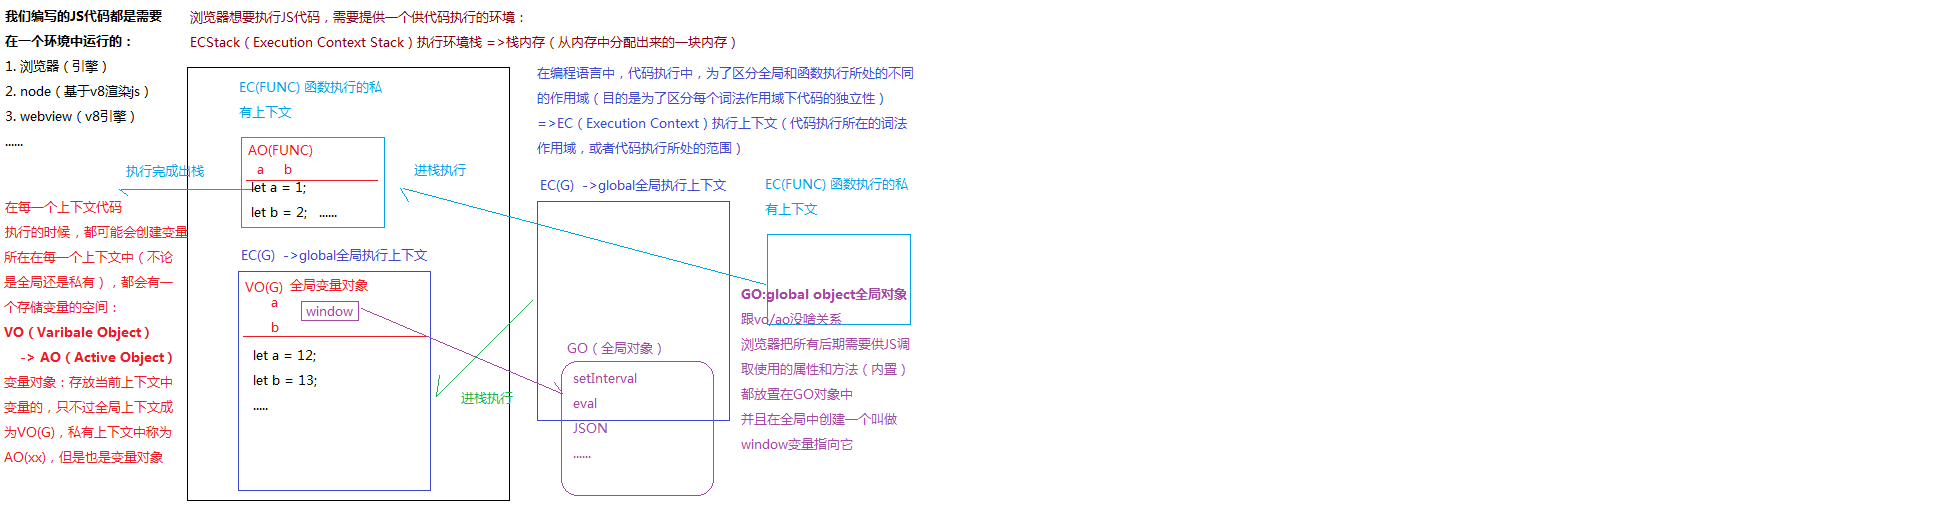 我们编写的JS代码都是需要
在一个环境中运行的：
1. 浏览器（引擎）
2. node（基于v8渲染js）
3. webview（v8引擎）
......
浏览器想要执行JS代码，需要提供一个供代码执行的环境：
ECStack（Execution Context Stack）执行环境栈 =>栈内存（从内存中分配出来的一块内存）
EC(FUNC) 函数执行的私
有上下文
AO(FUNC)
a b
let a = 1;
let b = 2; ......
执行完成出栈
进栈执行
在每一个上下文代码
执行的时候，都可能会创建变量
所在在每一个上下文中（不论
是全局还是私有），都会有一
个存储变量的空间：
VO（Varibale Object）
-> AO（Active Object）
变量对象：存放当前上下文中
变量的，只不过全局上下文成
为VO(G)，私有上下文中称为
AO(xx)，但是也是变量对象
EC(G) ->global全局执行上下文
VO(G) 全局变量对象
a
window
b
let a = 12;
let b = 13;
.....
进栈执行
在编程语言中，代码执行中，为了区分全局和函数执行所处的不同
的作用域（目的是为了区分每个词法作用域下代码的独立性）
=>EC（Execution Context）执行上下文（代码执行所在的词法
作用域，或者代码执行所处的范围）
EC(G) ->global全局执行上下文
EC(FUNC) 函数执行的私
有上下文
GO（全局对象）
setInterval
eval
JSON
......
GO:global object全局对象
跟vo/ao没啥关系
浏览器把所有后期需要供JS调
取使用的属性和方法（内置）
都放置在GO对象中
并且在全局中创建一个叫做
window变量指向它